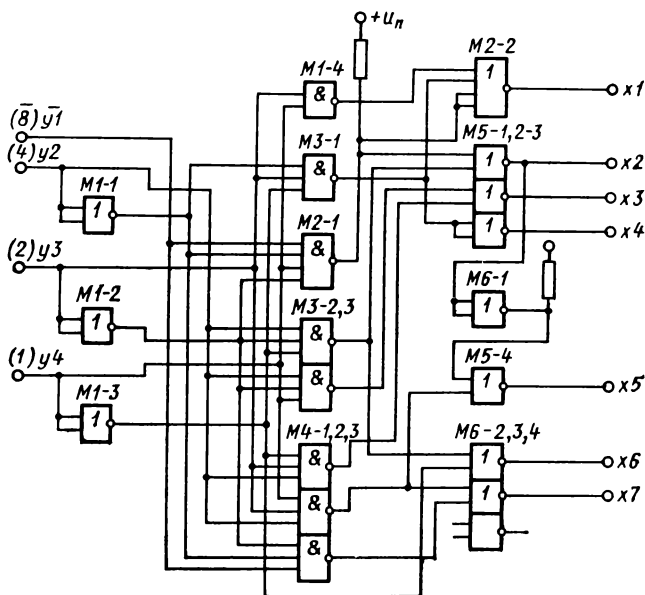 +uп
M1-4
M2-2
&
1
x1
(8̅) y̅1
(4) y2
M3-1
M5-1,2-3
&
1
x2
M1-1
1
1
x3
M2-1
1
x4
&
(2) y3
M1-2
M6-1
1
1
M3-2,3
&
M5-4
(1) y4
&
1
x5
M1-3
1
M4-1,2,3
M6-2,3,4
&
1
x6
&
1
x7
&